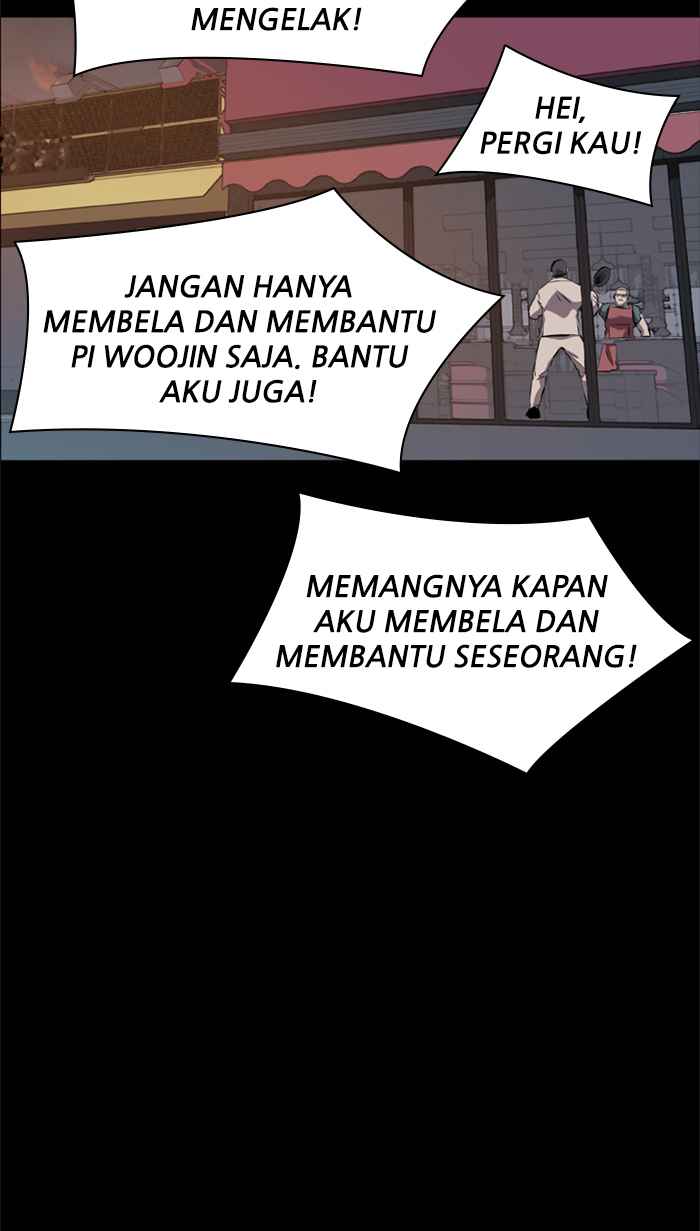 MENGELAK!
HEI,
PERGI KAU!
JANGAN HANYA
MEMBELA DAN MEMBANTU
PI WOOJIN SAJA. BANTU
AKU JUGA!
MEMANGNYA KAPAN
AKU MEMBELA DAN
MEMBANTU SESEORANG!